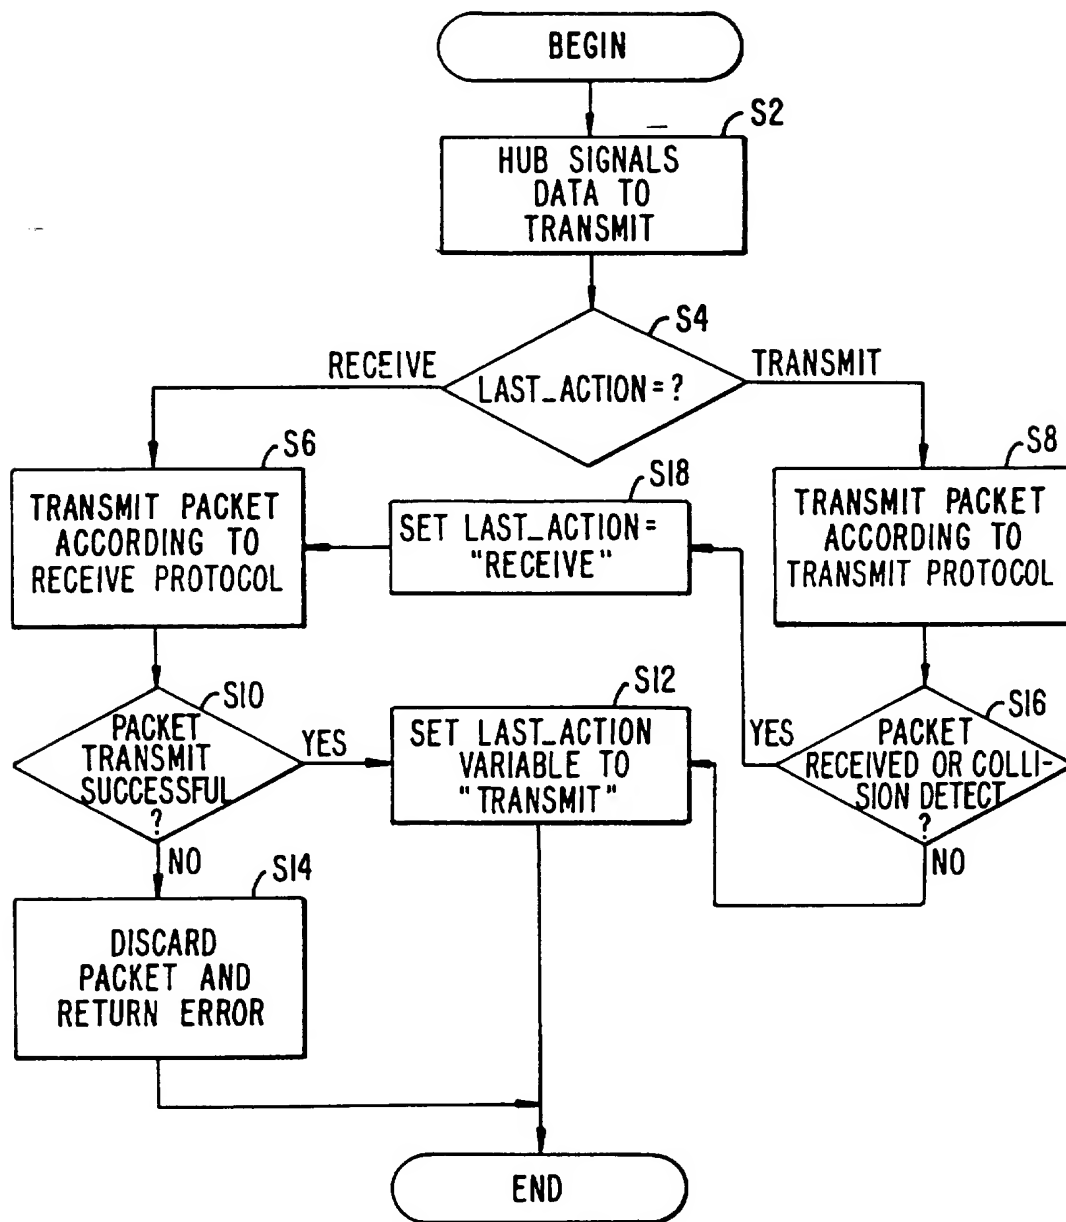 BEGIN
S2
HUB SIGNALS
DATA TO
TRANSMIT
S4
RECEIVE
TRANSMIT
LAST_ACTION=?
S6
S18
S8
TRANSMIT PACKET
ACCORDING TO
RECEIVE PROTOCOL
SET LAST_ACTION=
"RECEIVE"
TRANSMIT PACKET
ACCORDING TO
TRANSMIT PROTOCOL
S10
PACKET
TRANSMIT
SUCCESSFUL
?
YES
NO
S12
SET LAST_ACTION
VARIABLE TO
"TRANSMIT"
S16
YES
PACKET
RECEIVED OR COLLI-
SION DETECT
?
NO
S14
DISCARD
PACKET AND
RETURN ERROR
END